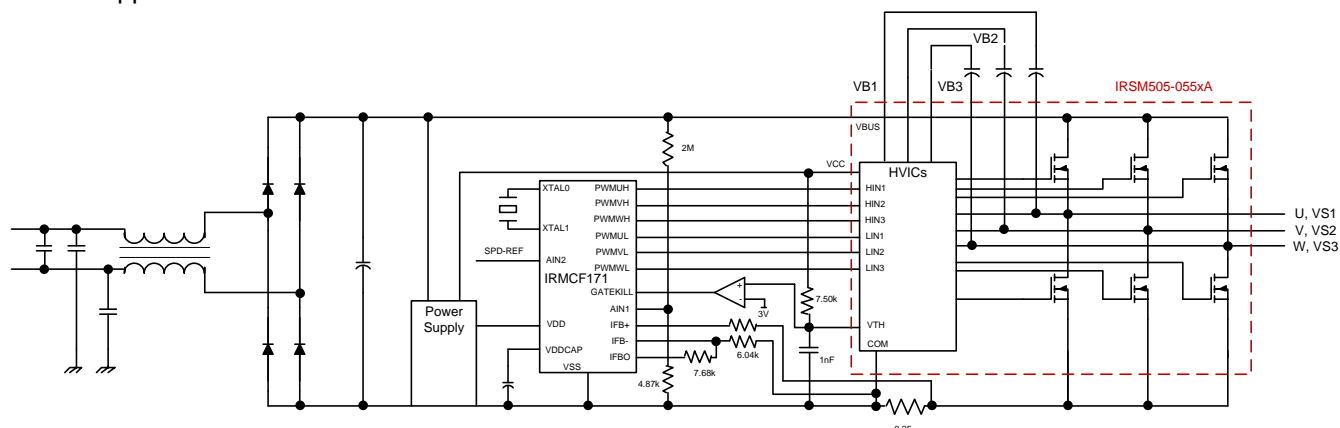 VB2
VB1
VB3
IRSM505-055xA
VBUS
2M
VCC
HVICs
XTAL0
PWMUH
HIN1
PWMVH
HIN2
PWMWH
HIN3
U, VS1
XTAL1
PWMUL
LIN1
V, VS2
SPD-REF
AIN2
PWMVL
LIN2
W, VS3
PWMWL
LIN3
IRMCF171
GATEKILL
+
-
3V
7.50k
Power
Supply
AIN1
VDD
IFB+
VTH
IFB-
COM
VDDCAP
IFBO
6.04k
1nF
VSS
7.68k
4.87k